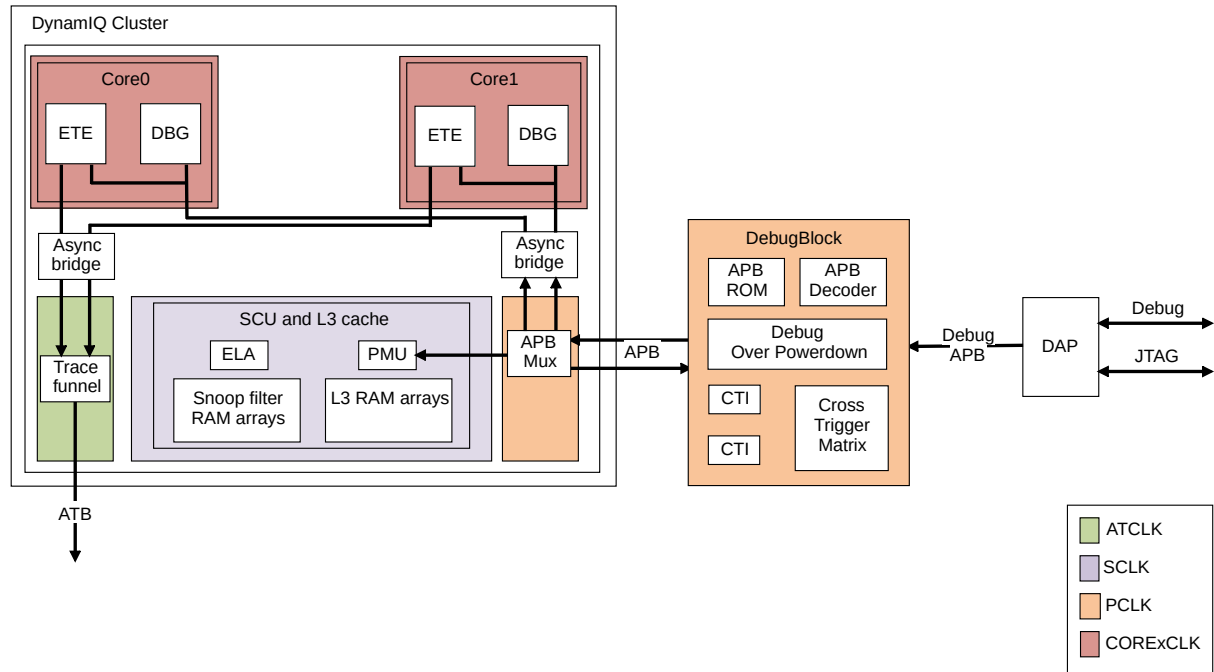 DynamIQ Cluster
Core0
ETE
DBG
Core1
ETE
DBG
Async
bridge
Async
bridge
Trace
funnel
ATB
SCU and L3 cache
ELA
PMU
Snoop filter
RAM arrays
L3 RAM arrays
APB
Mux
APB
DebugBlock
APB
ROM
APB
Decoder
Debug
Over Powerdown
CTI
CTI
Cross
Trigger
Matrix
Debug
APB
DAP
Debug
JTAG
ATCLK
SCLK
PCLK
CORExCLK